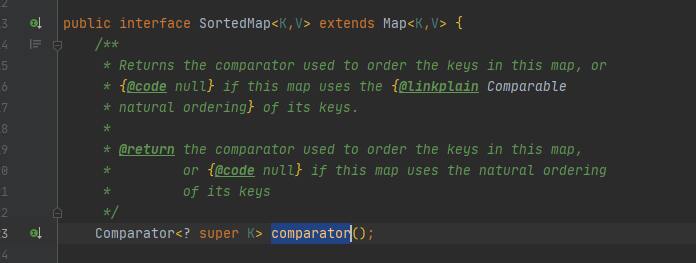 2
3 public interface SortedMap<K,V> extends Map<K,V> {
4 /**
5 * Returns the comparator used to order the keys in this map, or
6 * {@code null} if this map uses the {@linkplain Comparable
7 * natural ordering} of its keys.
8 *
9 * @return the comparator used to order the keys in this map,
0 * or {@code null} if this map uses the natural ordering
1 * of its keys
2 */
3 Comparator<? super K> comparator();
4